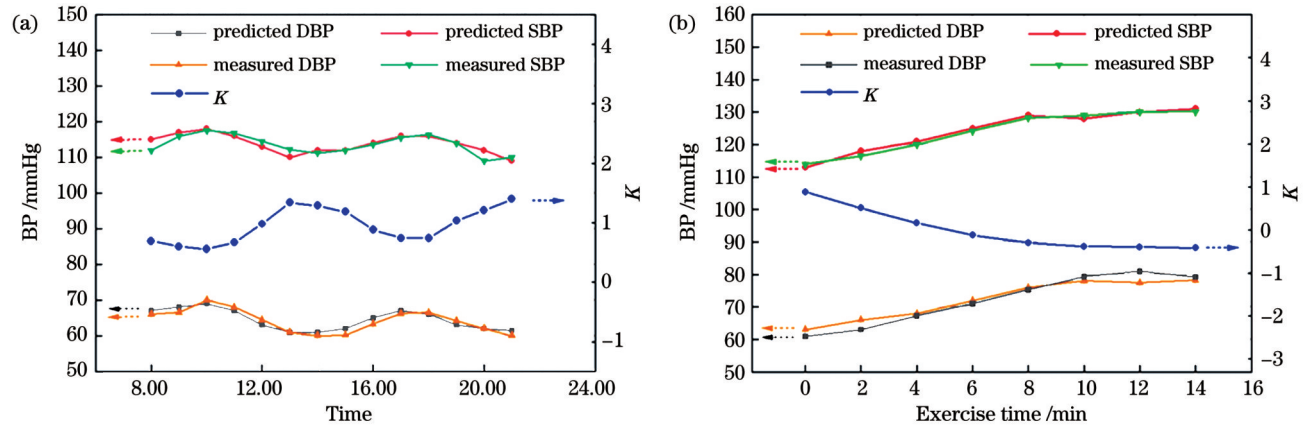 (a)
150
140
130
120
110
100
90
80
70
60
50
BP /mmHg
predicted DBP
predicted SBP
measured DBP
measured SBP
K
4
3
2
1
0
−1
K
8.00
12.00
16.00
20.00
24.00
Time
(b)
160
150
140
130
120
110
100
90
80
70
60
50
BP /mmHg
predicted DBP
predicted SBP
measured DBP
measured SBP
K
4
3
2
1
0
−1
−2
−3
K
0
2
4
6
8
10
12
14
16
Exercise time /min